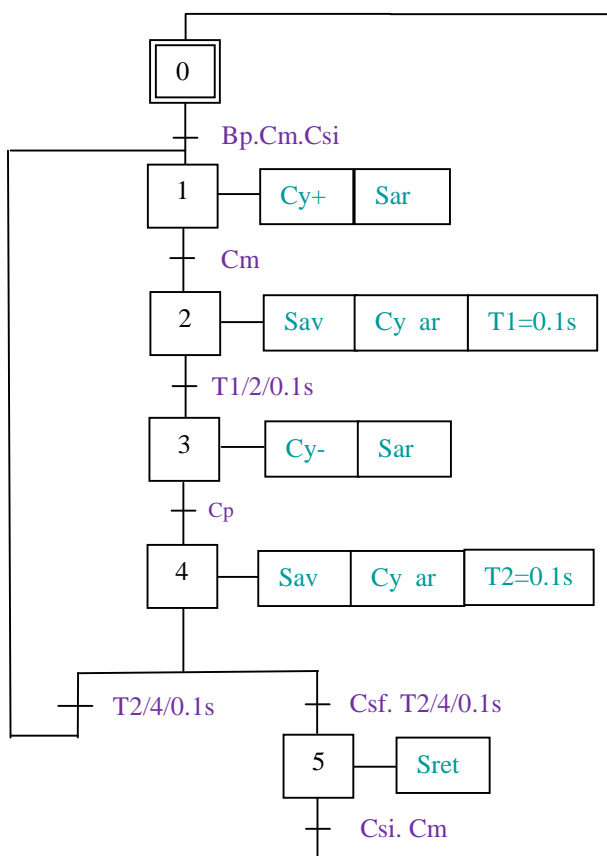 0
Bp.Cm.Csi
1 Cy+ Sar
Cm
2 Sav Cy ar T1=0.1s
T1/2/0.1s
3 Cy- Sar
Cp
4 Sav Cy ar T2=0.1s
T2/4/0.1s Csf. T2/4/0.1s
5 Sret
Csi. Cm